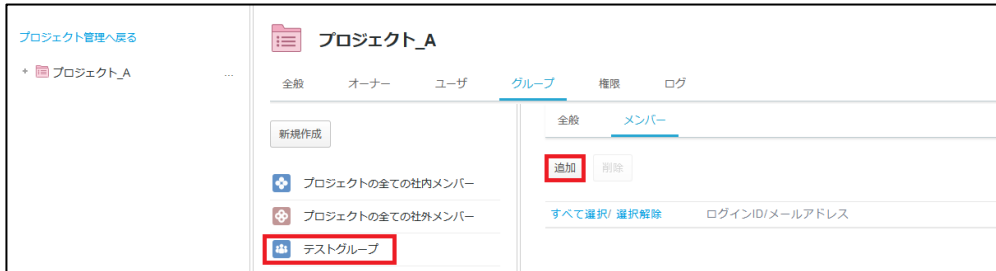 プロジェクト管理へ戻る
プロジェクト_A
...
プロジェクト_A
全般 オーナー ユーザ グループ 権限 ログ
新規作成
プロジェクトの全ての社内メンバー
プロジェクトの全ての社外メンバー
テストグループ
全般 メンバー
追加 削除
すべて選択/ 選択解除 ログインID/メールアドレス